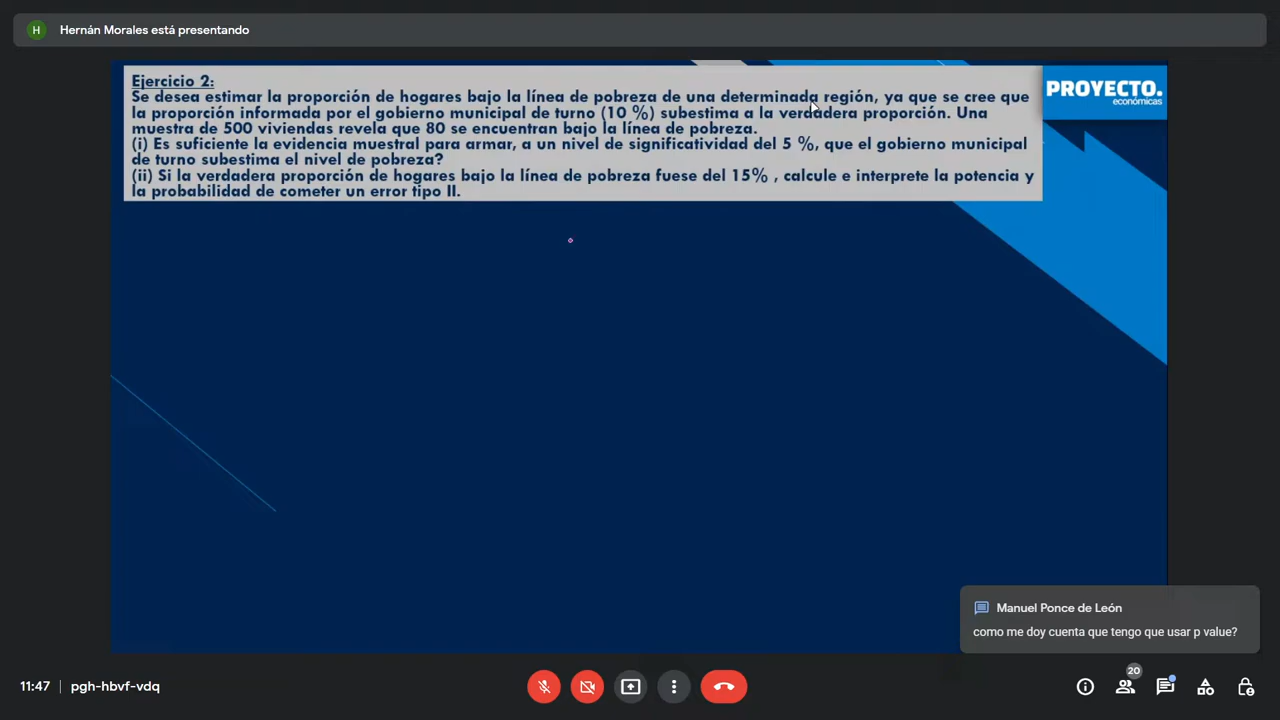 H
Hernán Morales está presentando
Ejercicio 2:
Se desea estimar la proporción de hogares bajo la línea de pobreza de una determinada región, ya que se cree que
la proporción informada por el gobierno municipal de turno (10 %) subestima a la verdadera proporción. Una
muestra de 500 viviendas revela que 80 se encuentran bajo la línea de pobreza.
(i) Es suficiente la evidencia muestral para armar, a un nivel de significatividad del 5 %, que el gobierno municipal
de turno subestima el nivel de pobreza?
(ii) Si la verdadera proporción de hogares bajo la línea de pobreza fuese del 15% , calcule e interprete la potencia y
la probabilidad de cometer un error tipo II.
PROYECTO.
económicas
Manuel Ponce de León
como me doy cuenta que tengo que usar p value?
11:47 | pgh-hbvf-vdq
20